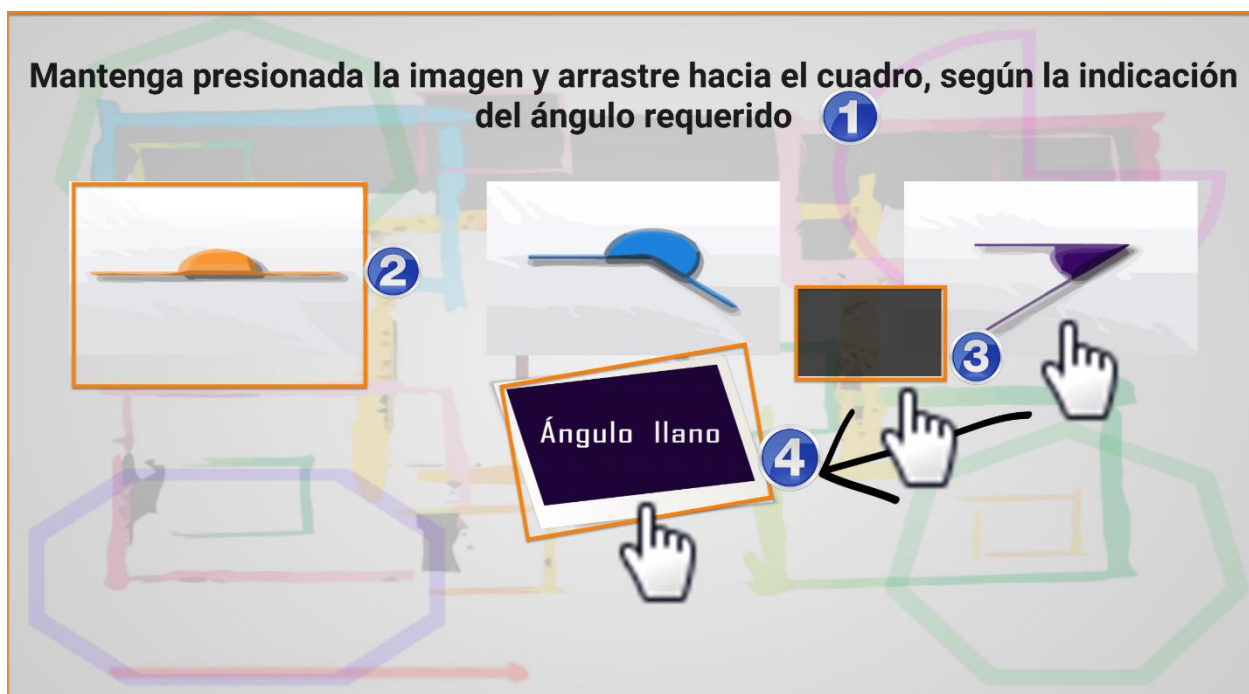 Mantenga presionada la imagen y arrastre hacia el cuadro, según la indicación
del ángulo requerido
1
2
3
Ángulo llano
4